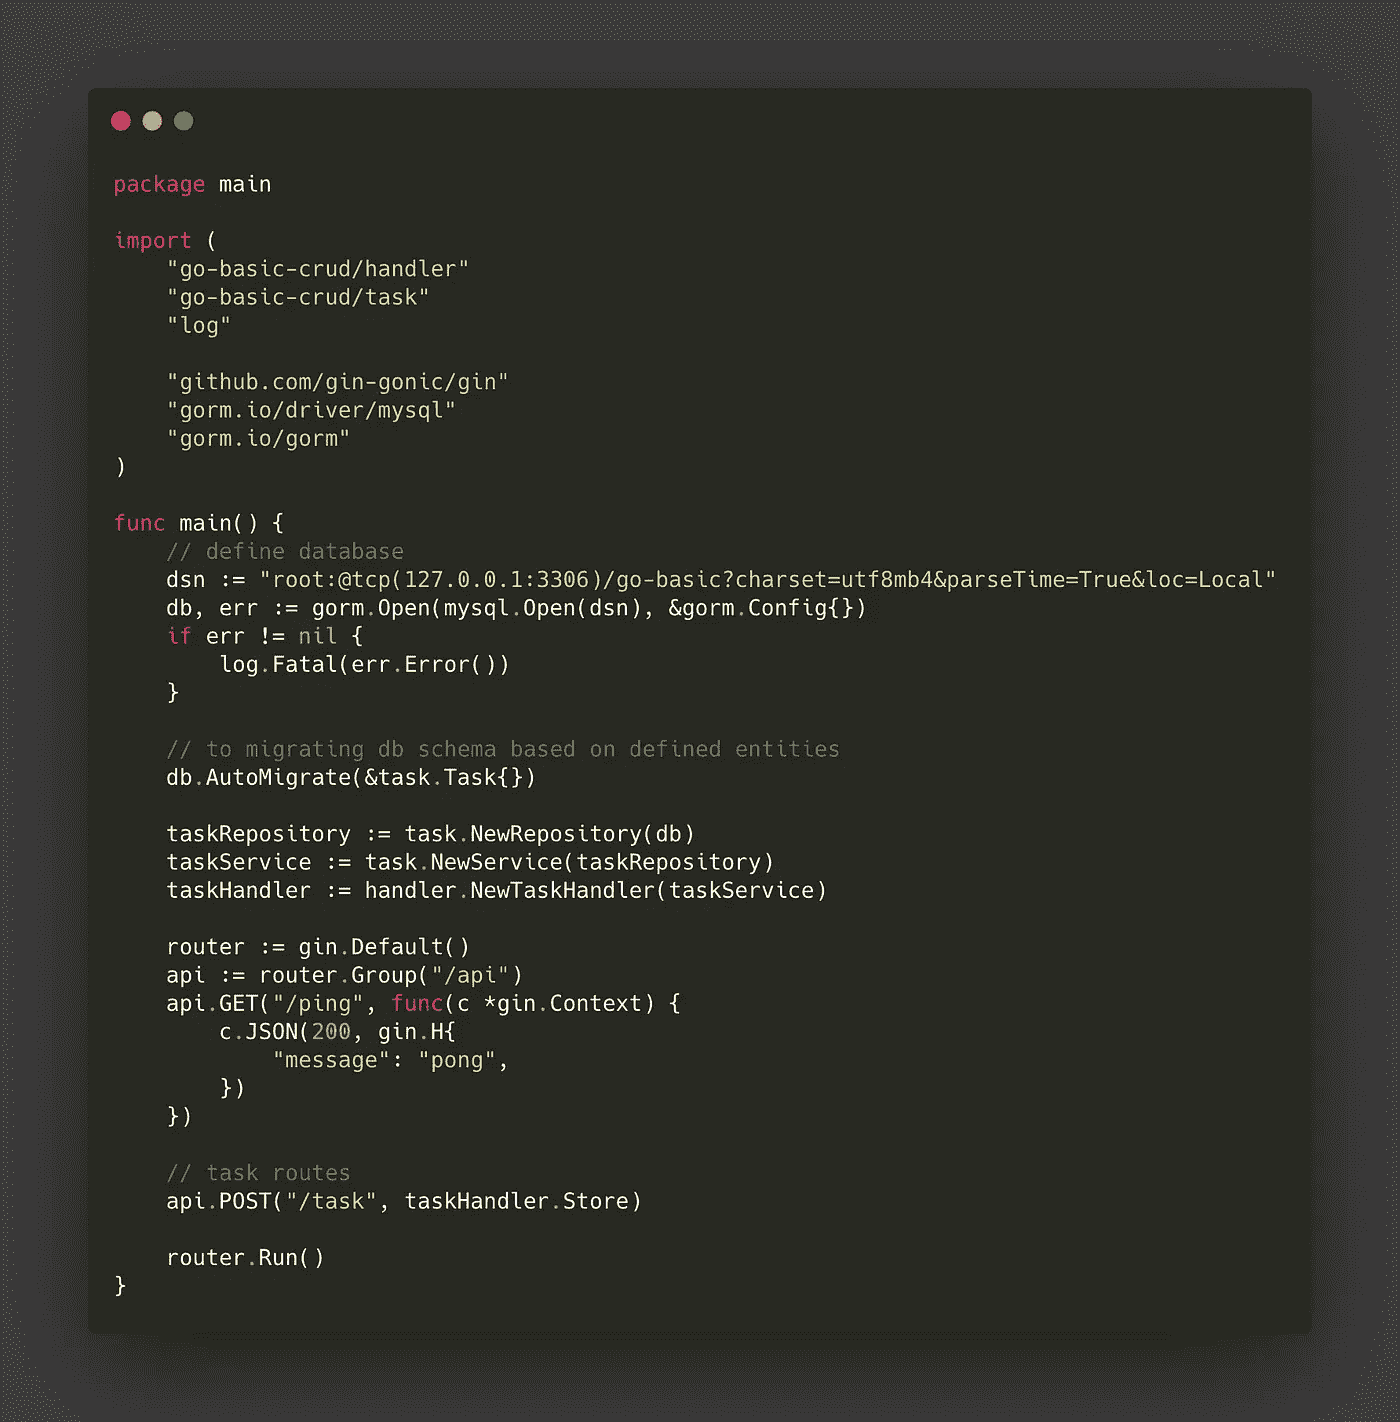 package main

import (
    "go-basic-crud/handler"
    "go-basic-crud/task"
    "log"

    "github.com/gin-gonic/gin"
    "gorm.io/driver/mysql"
    "gorm.io/gorm"
)

func main() {
    // define database
    dsn := "root:@tcp(127.0.0.1:3306)/go-basic?charset=utf8mb4&parseTime=True&loc=Local"
    db, err := gorm.Open(mysql.Open(dsn), &gorm.Config{})
    if err != nil {
        log.Fatal(err.Error())
    }

    // to migrating db schema based on defined entities
    db.AutoMigrate(&task.Task{})

    taskRepository := task.NewRepository(db)
    taskService := task.NewService(taskRepository)
    taskHandler := handler.NewTaskHandler(taskService)

    router := gin.Default()
    api := router.Group("/api")
    api.GET("/ping", func(c *gin.Context) {
        c.JSON(200, gin.H{
            "message": "pong",
        })
    })

    // task routes
    api.POST("/task", taskHandler.Store)

    router.Run()
}